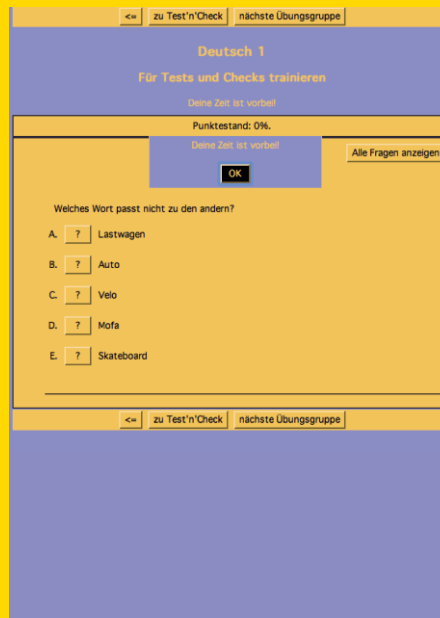 <= zu Test'n'Check nächste Übungsgruppe
Deutsch 1
Für Tests und Checks trainieren
Deine Zeit ist vorbei!
Punktestand: 0%.
Deine Zeit ist vorbei!
Alle Fragen anzeigen
OK
Welches Wort passt nicht zu den andern?
A. ? Lastwagen
B. ? Auto
C. ? Velo
D. ? Mofa
E. ? Skateboard
<= zu Test'n'Check nächste Übungsgruppe